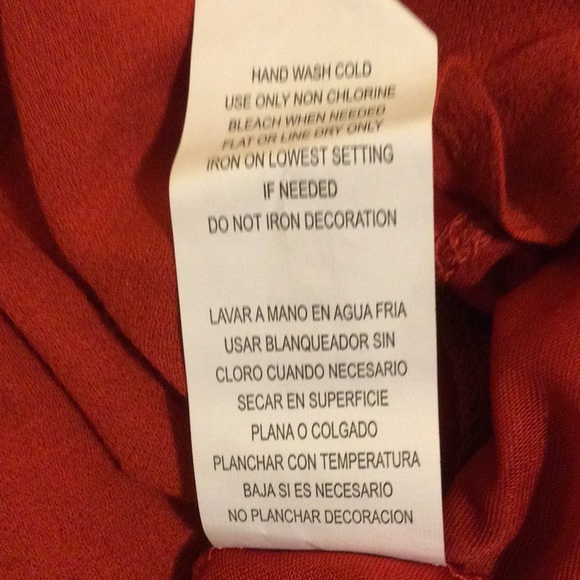 HAND WASH COLD
USE ONLY NON CHLORINE
BLEACH WHEN NEEDED
FLAT OR LINE DRY ONLY
IRON ON LOWEST SETTING
IF NEEDED
DO NOT IRON DECORATION
LAVAR A MANO EN AGUA FRIA
USAR BLANQUEADOR SIN
CLORO CUANDO NECESARIO
SECAR EN SUPERFICIE
PLANA O COLGADO
PLANCHAR CON TEMPERATURA
BAJA SI ES NECESARIO
NO PLANCHAR DECORACION